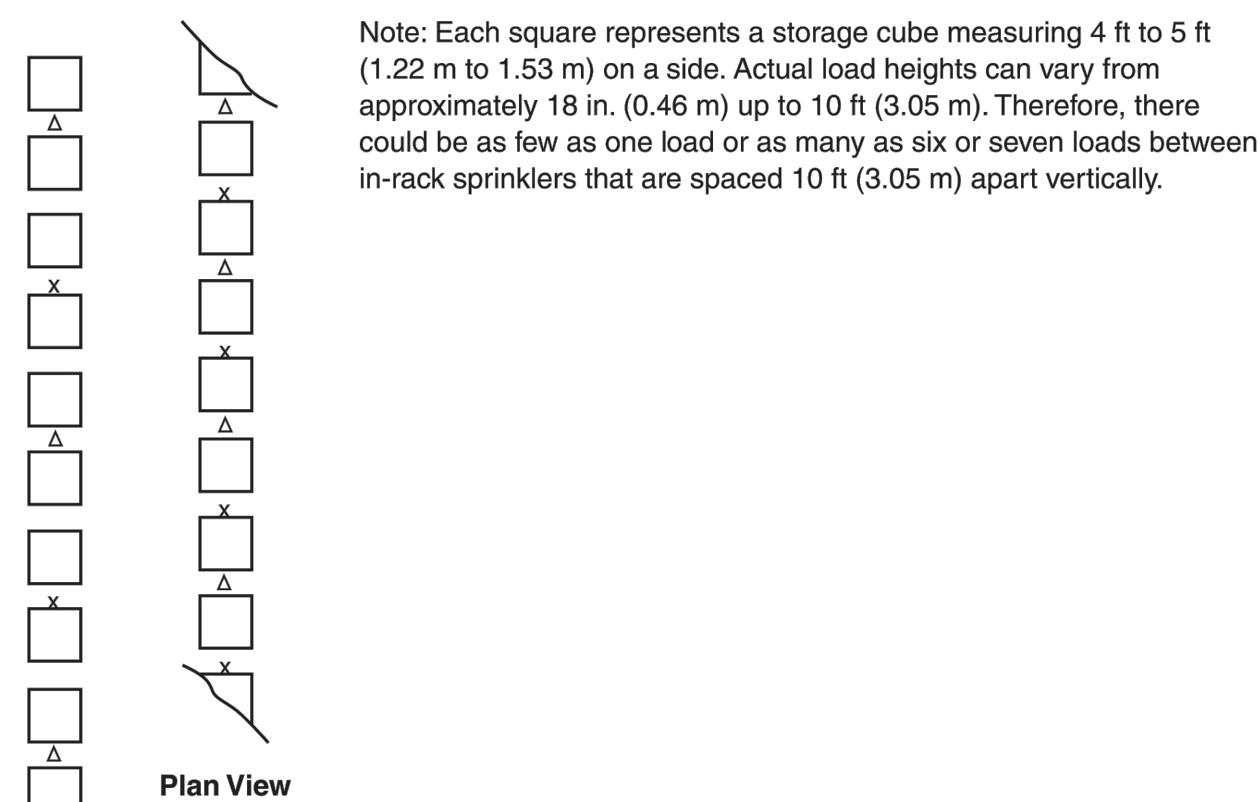 Note: Each square represents a storage cube measuring 4 ft to 5 ft
(1.22 m to 1.53 m) on a side. Actual load heights can vary from
approximately 18 in. (0.46 m) up to 10 ft (3.05 m). Therefore, there
could be as few as one load or as many as six or seven loads between
in-rack sprinklers that are spaced 10 ft (3.05 m) apart vertically.
Δ
Δ
x
Δ
x
Δ
x
Δ
x
Δ
x
Δ
x
Δ
x
Plan View